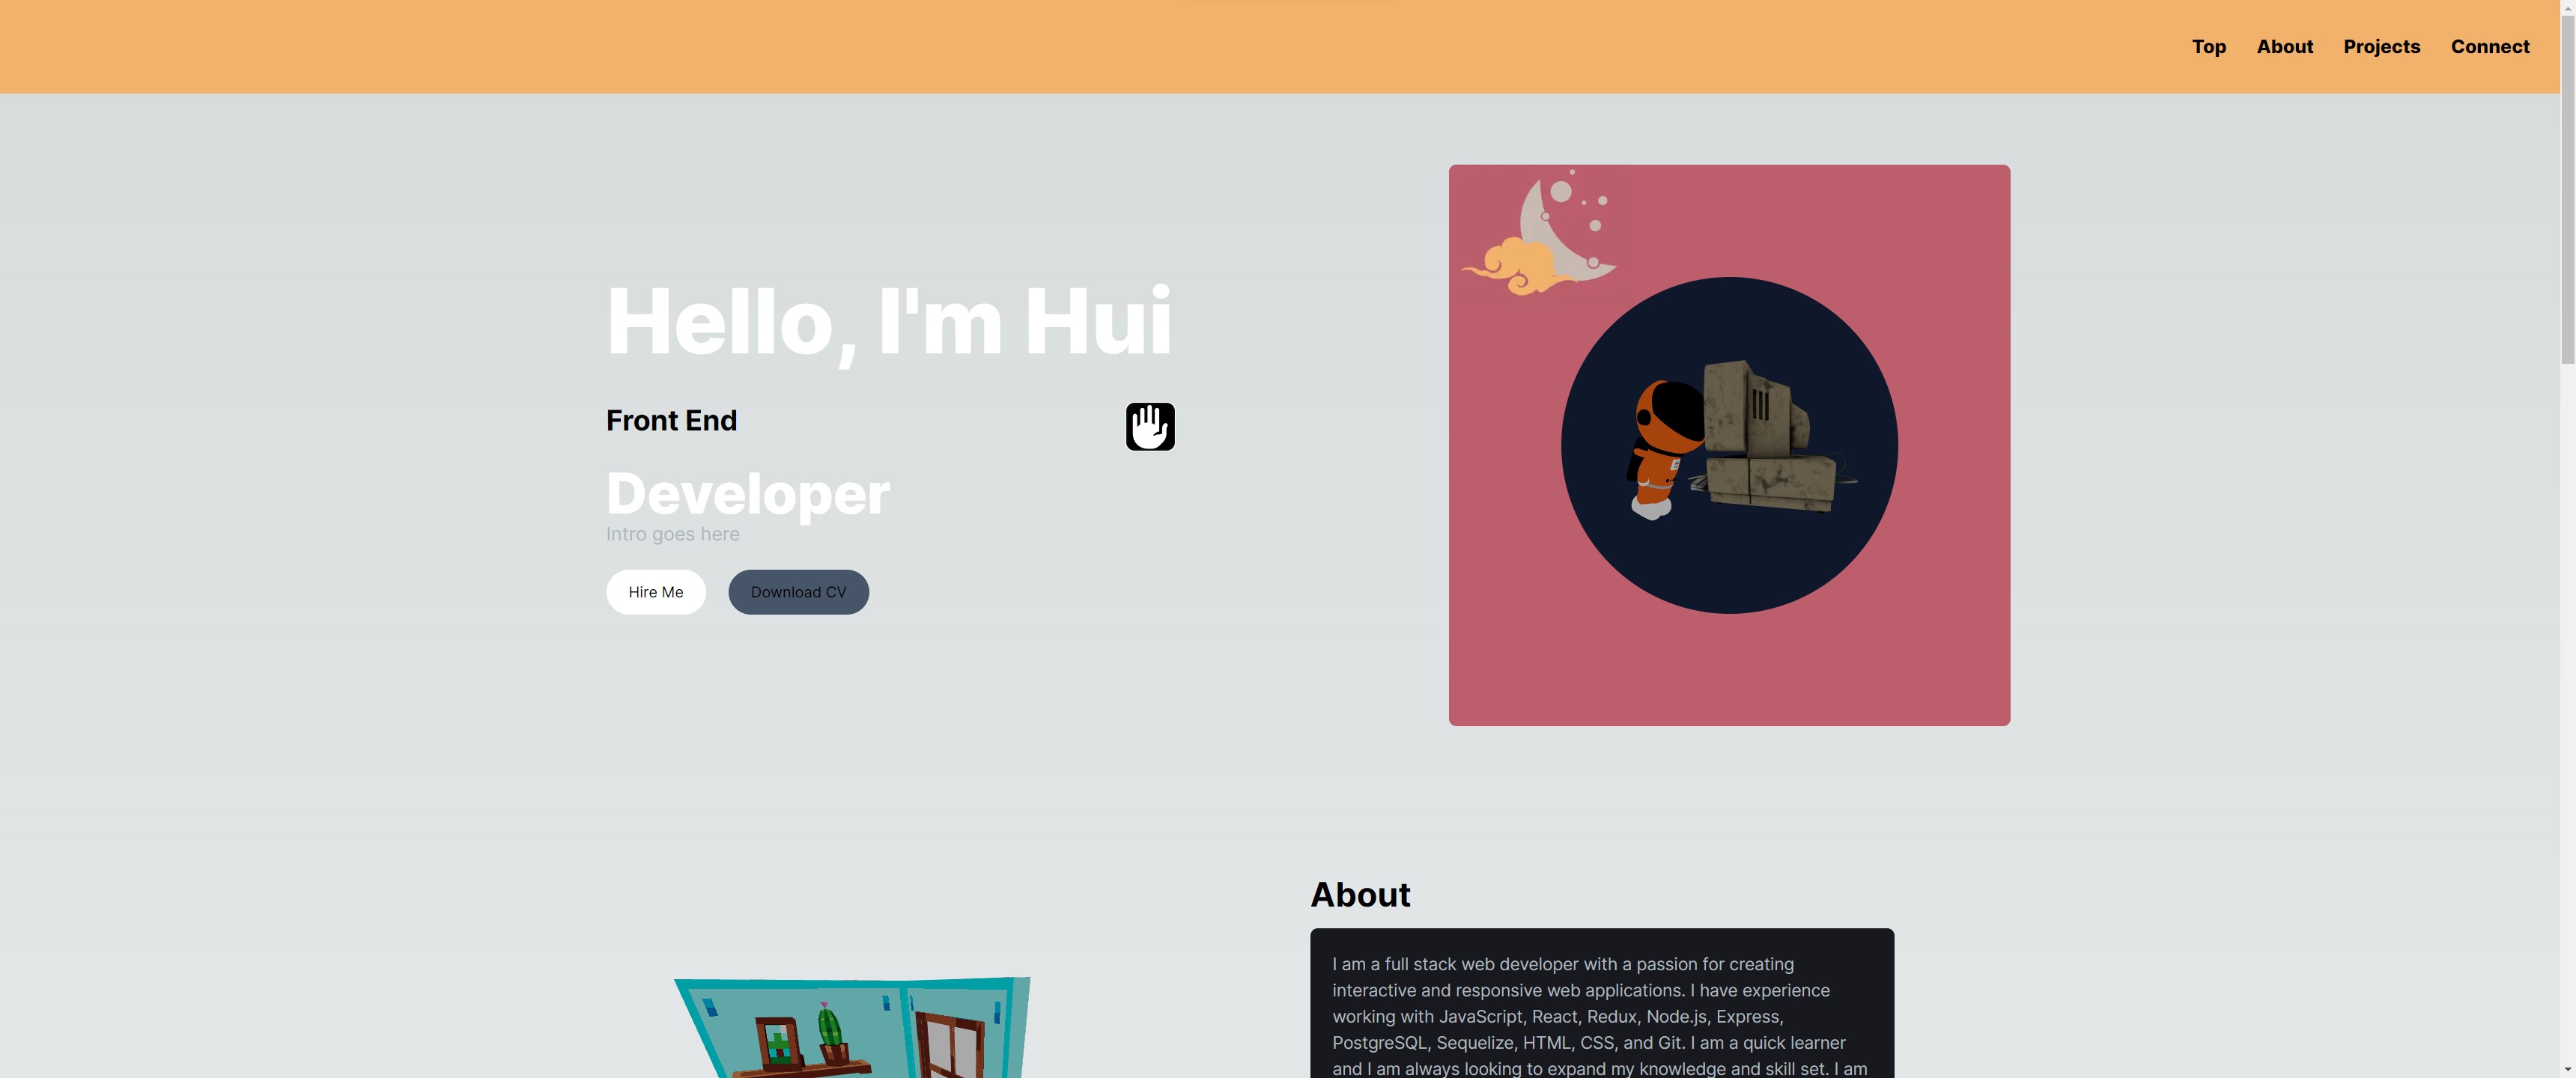 Top About Projects Connect
Hello, I'm Hui
Front End
Developer
Intro goes here
Hire Me Download CV
About
I am a full stack web developer with a passion for creating
interactive and responsive web applications. I have experience
working with JavaScript, React, Redux, Node.js, Express,
PostgreSQL, Sequelize, HTML, CSS, and Git. I am a quick learner
and I am always looking to expand my knowledge and skill set. I am